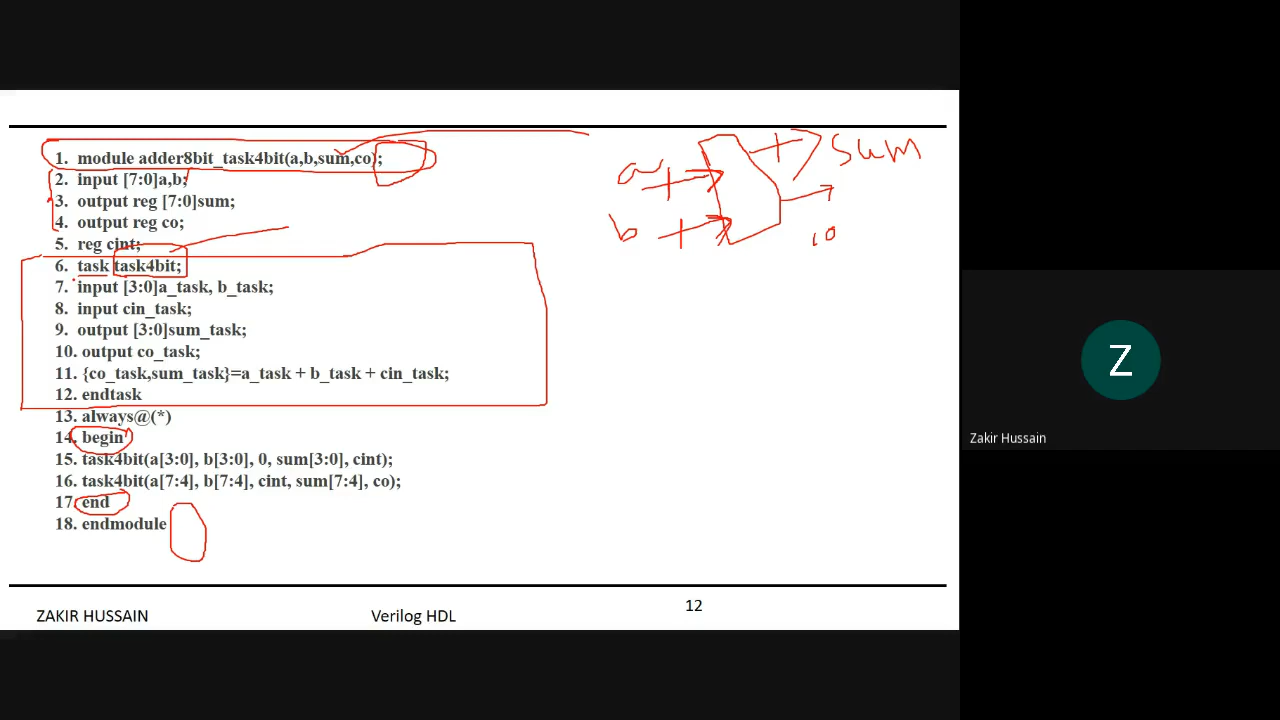 1. module adder8bit_task4bit(a,b,sum,co);
2. input [7:0]a,b;
3. output reg [7:0]sum;
4. output reg co;
5. reg cint;
6. task task4bit;
7. input [3:0]a_task, b_task;
8. input cin_task;
9. output [3:0]sum_task;
10. output co_task;
11. {co_task,sum_task}=a_task + b_task + cin_task;
12. endtask
13. always@(*)
14. begin
15. task4bit(a[3:0], b[3:0], 0, sum[3:0], cint);
16. task4bit(a[7:4], b[7:4], cint, sum[7:4], co);
17. end
18. endmodule
a
sum
b
ZAKIR HUSSAIN
Verilog HDL
12
Z
Zakir Hussain